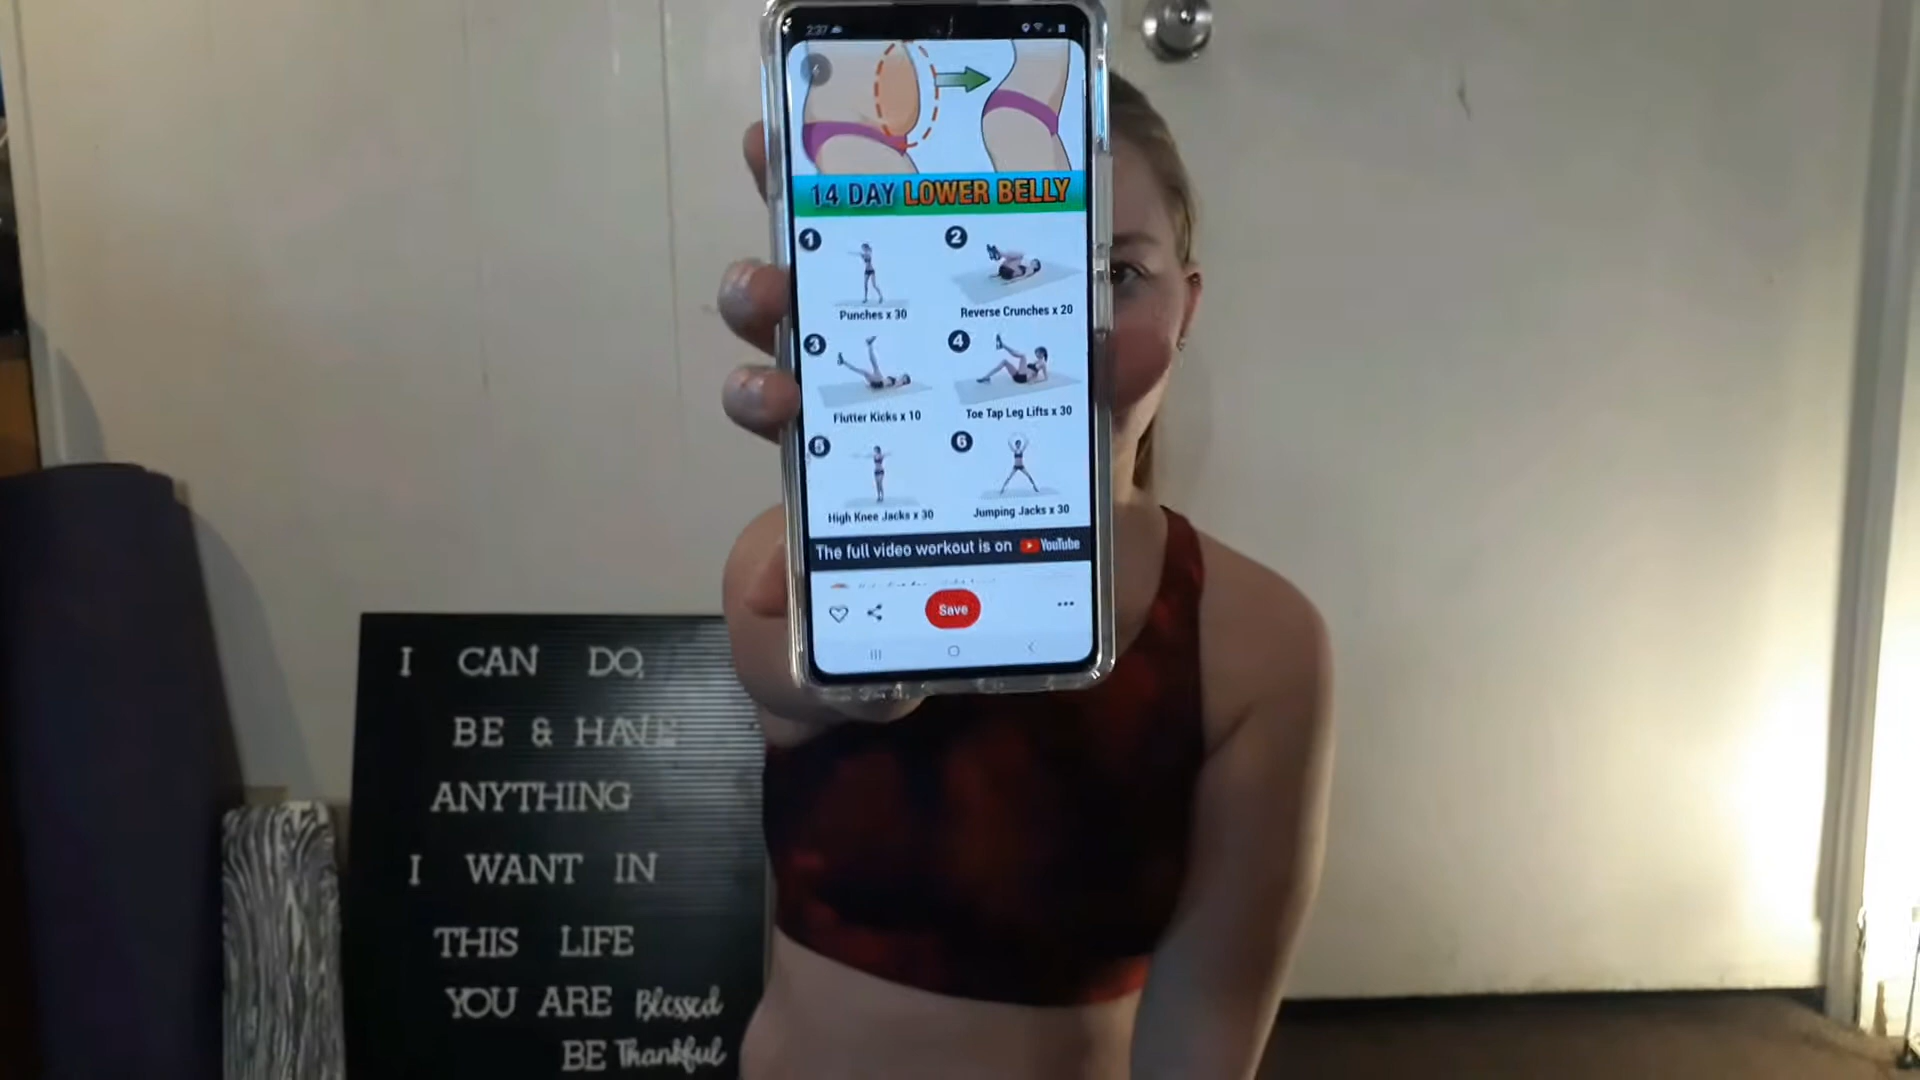 2:37
14 DAY LOWER BELLY
1
2
Punches x 30
Reverse Crunches x 20
3
4
Flutter Kicks x 10
Toe Tap Leg Lifts x 30
5
6
High Knee Jacks x 30
Jumping Jacks x 30
The full video workout is on YouTube
Save
I CAN DO,
BE & HAVE
ANYTHING
I WANT IN
THIS LIFE
YOU ARE Blessed
BE Thankful